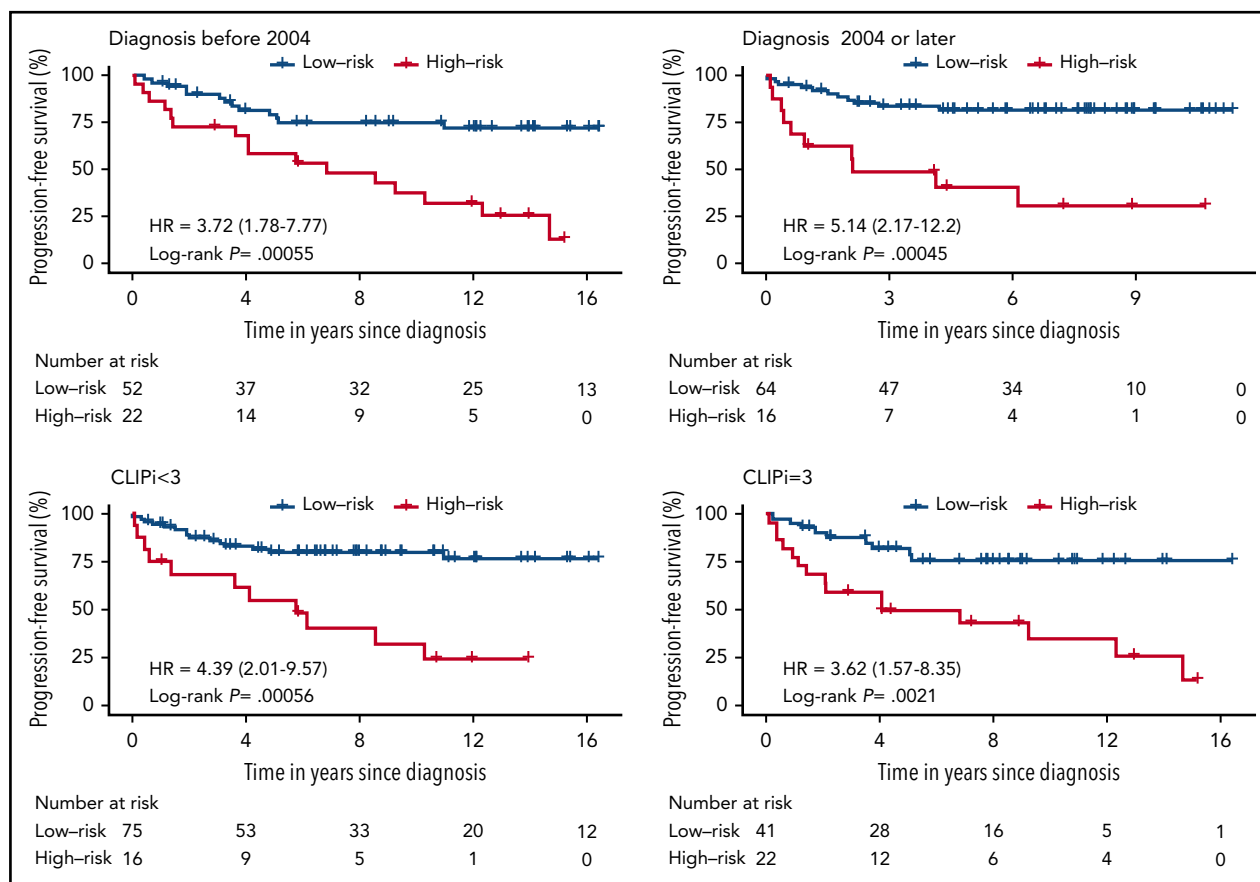 Diagnosis before 2004
Low–risk High–risk
Progression-free survival (%)
100
75
50
25
0
HR = 3.72 (1.78-7.77)
Log-rank P= .00055
0 4 8 12 16
Time in years since diagnosis
Number at risk
Low–risk 52 37 32 25 13
High–risk 22 14 9 5 0
Diagnosis 2004 or later
Low–risk High–risk
Progression-free survival (%)
100
75
50
25
0
HR = 5.14 (2.17-12.2)
Log-rank P= .00045
0 3 6 9
Time in years since diagnosis
Number at risk
Low–risk 64 47 34 10 0
High–risk 16 7 4 1 0
CLIPi<3
Low–risk High–risk
Progression-free survival (%)
100
75
50
25
0
HR = 4.39 (2.01-9.57)
Log-rank P= .00056
0 4 8 12 16
Time in years since diagnosis
Number at risk
Low–risk 75 53 33 20 12
High–risk 16 9 5 1 0
CLIPi=3
Low–risk High–risk
Progression-free survival (%)
100
75
50
25
0
HR = 3.62 (1.57-8.35)
Log-rank P= .0021
0 4 8 12 16
Time in years since diagnosis
Number at risk
Low–risk 41 28 16 5 1
High–risk 22 12 6 4 0